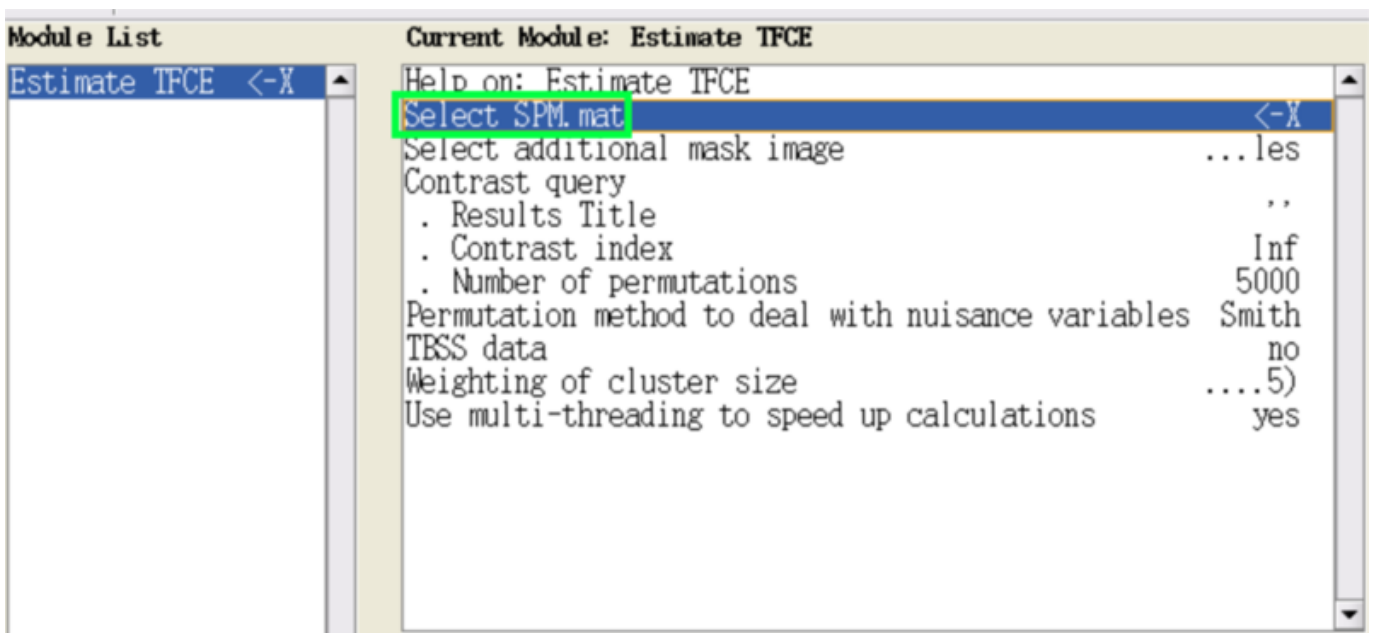 Module List
Current Module: Estimate TFCE
Estimate TFCE <-X
Help on: Estimate TFCE
Select SPM.mat <-X
Select additional mask image ...les
Contrast query
. Results Title ''
. Contrast index Inf
. Number of permutations 5000
Permutation method to deal with nuisance variables Smith
TBSS data no
Weighting of cluster size ....5)
Use multi-threading to speed up calculations yes